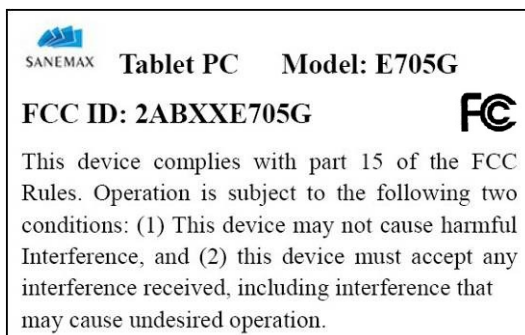 SANEMAX Tablet PC Model: E705G
FCC ID: 2ABXXE705G FC
This device complies with part 15 of the FCC
Rules. Operation is subject to the following two
conditions: (1) This device may not cause harmful
Interference, and (2) this device must accept any
interference received, including interference that
may cause undesired operation.